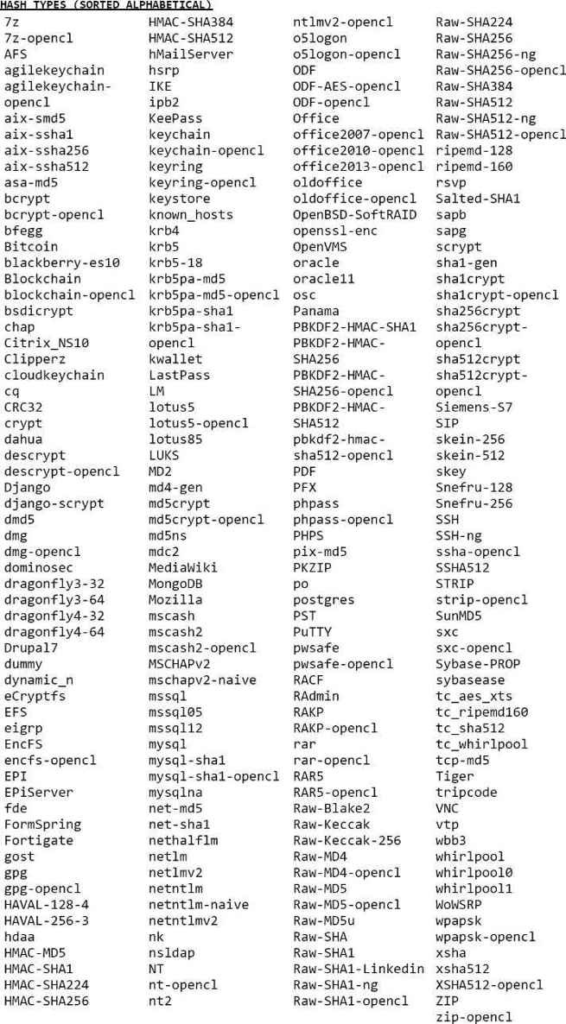 HASH TYPES (SORTED ALPHABETICAL)
7z
7z-opencl
AFS
agilekeychain
agilekeychain-
opencl
aix-smd5
aix-ssha1
aix-ssha256
aix-ssha512
asa-md5
bcrypt
bcrypt-opencl
bfegg
Bitcoin
blackberry-es10
Blockchain
blockchain-opencl
bsdicrypt
chap
Citrix_NS10
Clipperz
cloudkeychain
cq
CRC32
crypt
dahua
descrypt
descrypt-opencl
Django
django-scrypt
dmd5
dmg
dmg-opencl
dominosec
dragonfly3-32
dragonfly3-64
dragonfly4-32
dragonfly4-64
Drupal7
dummy
dynamic_n
eCryptfs
EFS
eigrp
EncFS
encfs-opencl
EPI
EPiServer
fde
FormSpring
Fortigate
gost
gpg
gpg-opencl
HAVAL-128-4
HAVAL-256-3
hdaa
HMAC-MD5
HMAC-SHA1
HMAC-SHA224
HMAC-SHA256
HMAC-SHA384
HMAC-SHA512
hMailServer
hsrp
IKE
ipb2
KeePass
keychain
keychain-opencl
keyring
keyring-opencl
keystore
known_hosts
krb4
krb5
krb5-18
krb5pa-md5
krb5pa-md5-opencl
krb5pa-sha1
krb5pa-sha1-
opencl
kwallet
LastPass
LM
lotus5
lotus5-opencl
lotus85
LUKS
MD2
md4-gen
md5crypt
md5crypt-opencl
md5ns
mdc2
MediaWiki
MongoDB
Mozilla
mscash
mscash2
mscash2-opencl
MSCHAPv2
mschapv2-naive
mssql
mssql05
mssql12
mysql
mysql-sha1
mysql-sha1-opencl
mysqlna
net-md5
net-sha1
nethalflm
netlm
netlmv2
netntlm
netntlm-naive
netntlmv2
nk
nsldap
NT
nt-opencl
nt2
ntlmv2-opencl
o5logon
o5logon-opencl
ODF
ODF-AES-opencl
ODF-opencl
Office
office2007-opencl
office2010-opencl
office2013-opencl
oldoffice
oldoffice-opencl
OpenBSD-SoftRAID
openssl-enc
OpenVMS
oracle
oracle11
osc
Panama
PBKDF2-HMAC-SHA1
PBKDF2-HMAC-
SHA256
PBKDF2-HMAC-
SHA256-opencl
PBKDF2-HMAC-
SHA512
pbkdf2-hmac-
sha512-opencl
PDF
PFX
phpass
phpass-opencl
PHPS
pix-md5
PKZIP
po
postgres
PST
PuTTY
pwsafe
pwsafe-opencl
RACF
RAdmin
RAKP
RAKP-opencl
rar
rar-opencl
RAR5
RAR5-opencl
Raw-Blake2
Raw-Keccak
Raw-Keccak-256
Raw-MD4
Raw-MD4-opencl
Raw-MD5
Raw-MD5-opencl
Raw-MD5u
Raw-SHA
Raw-SHA1
Raw-SHA1-Linkedin
Raw-SHA1-ng
Raw-SHA1-opencl
Raw-SHA224
Raw-SHA256
Raw-SHA256-ng
Raw-SHA256-opencl
Raw-SHA384
Raw-SHA512
Raw-SHA512-ng
Raw-SHA512-opencl
ripemd-128
ripemd-160
rsvp
Salted-SHA1
sapb
sapg
scrypt
sha1-gen
sha1crypt
sha1crypt-opencl
sha256crypt
sha256crypt-
opencl
sha512crypt
sha512crypt-
opencl
Siemens-S7
SIP
skein-256
skein-512
skey
Snefru-128
Snefru-256
SSH
SSH-ng
ssha-opencl
SSHA512
STRIP
strip-opencl
SunMD5
sxc
sxc-opencl
Sybase-PROP
sybasease
tc_aes_xts
tc_ripemd160
tc_sha512
tc_whirlpool
tcp-md5
Tiger
tripcode
VNC
vtp
wbb3
whirlpool
whirlpool0
whirlpool1
WoWSRP
wpapsk
wpapsk-opencl
xsha
xsha512
XSHA512-opencl
ZIP
zip-opencl